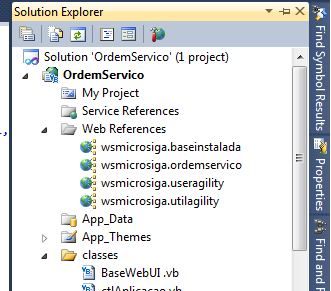 Solution Explorer
Solution 'OrdemServico' (1 project)
OrdemServico
My Project
Service References
Web References
wsmicrosiga.baseinstalada
wsmicrosiga.ordemservico
wsmicrosiga.useragility
wsmicrosiga.utilagility
App_Data
App_Themes
classes
BaseWebUI .vb
ctlAplicacao.vb
Find Symbol Results
Properties
Find and